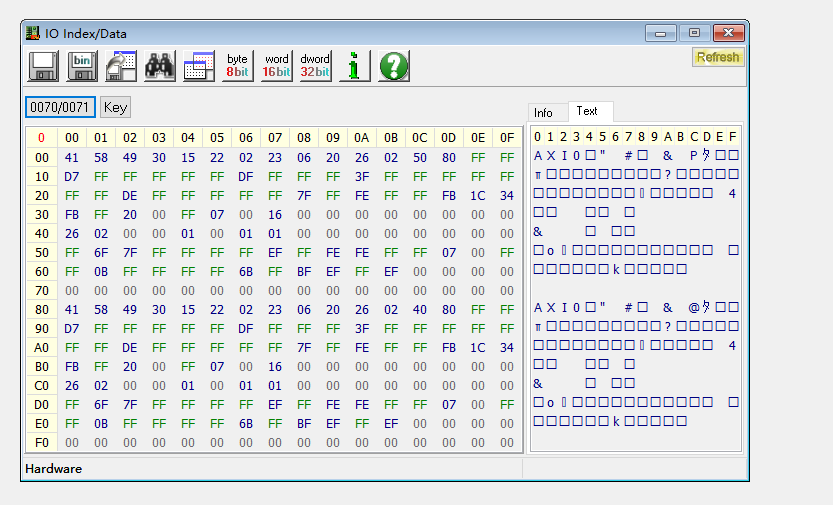 IO Index/Data
bin
byte
8bit
word
16bit
dword
32bit
Refresh
0070/0071 Key
Info Text
0 00 01 02 03 04 05 06 07 08 09 0A 0B 0C 0D 0E 0F
00 41 58 49 30 15 22 02 23 06 20 26 02 50 80 FF FF
10 D7 FF FF FF FF FF DF FF FF FF 3F FF FF FF FF FF
20 FF FF DE FF FF FF FF FF 7F FF FE FF FF FB 1C 34
30 FB FF 20 00 FF 07 00 16 00 00 00 00 00 00 00 00
40 26 02 00 00 01 00 01 01 00 00 00 00 00 00 00 00
50 FF 6F 7F FF FF FF FF EF FF FE FE FF FF 07 00 FF
60 FF 0B FF FF FF FF 6B FF BF EF FF EF 00 00 00 00
70 00 00 00 00 00 00 00 00 00 00 00 00 00 00 00 00
80 41 58 49 30 15 22 02 23 06 20 26 02 40 80 FF FF
90 D7 FF FF FF FF FF DF FF FF FF 3F FF FF FF FF FF
A0 FF FF DE FF FF FF FF FF 7F FF FE FF FF FB 1C 34
B0 FB FF 20 00 FF 07 00 16 00 00 00 00 00 00 00 00
C0 26 02 00 00 01 00 01 01 00 00 00 00 00 00 00 00
D0 FF 6F 7F FF FF FF FF EF FF FE FE FF FF 07 00 FF
E0 FF 0B FF FF FF FF 6B FF BF EF FF EF 00 00 00 00
F0 00 00 00 00 00 00 00 00 00 00 00 00 00 00 00 00
0 1 2 3 4 5 6 7 8 9 A B C D E F
A X I 0 □ " # □ & P □ □
□ □ □ □ □ □ □ □ □ ? □ □ □ □ □
□ □ □ □ □ □ □ □ □ □ □ □ □ 4
□ □ □ □ □
& □ □ □
□ o □ □ □ □ □ □ □ □ □ □ □ □
□ □ □ □ □ □ k □ □ □ □ □
A X I 0 □ " # □ & @ □ □
□ □ □ □ □ □ □ □ □ ? □ □ □ □ □
□ □ □ □ □ □ □ □ □ □ □ □ □ 4
□ □ □ □ □
& □ □ □
□ o □ □ □ □ □ □ □ □ □ □ □ □
□ □ □ □ □ □ k □ □ □ □ □
Hardware